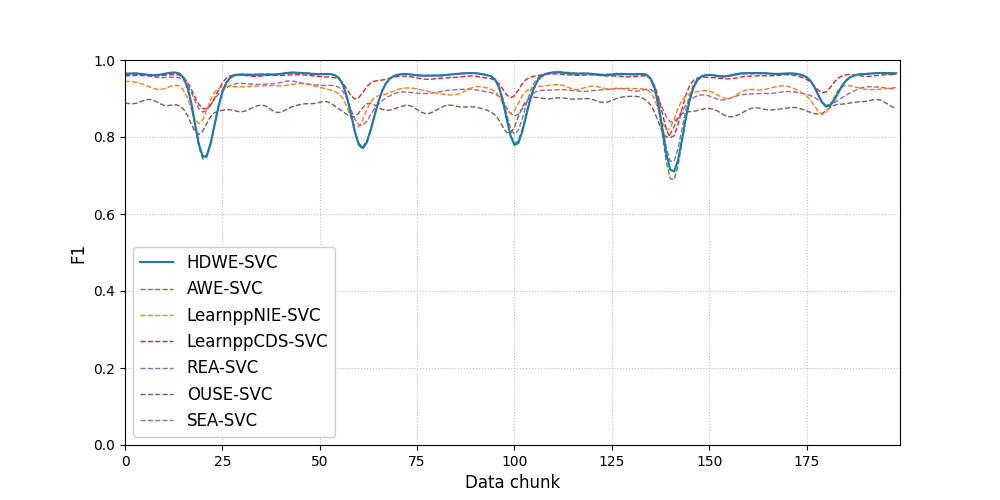 1.0
0.8
0.6
0.4
0.2
0.0
F1
HDWE-SVC
AWE-SVC
LearnppNIE-SVC
LearnppCDS-SVC
REA-SVC
OUSE-SVC
SEA-SVC
0 25 50 75 100 125 150 175
Data chunk